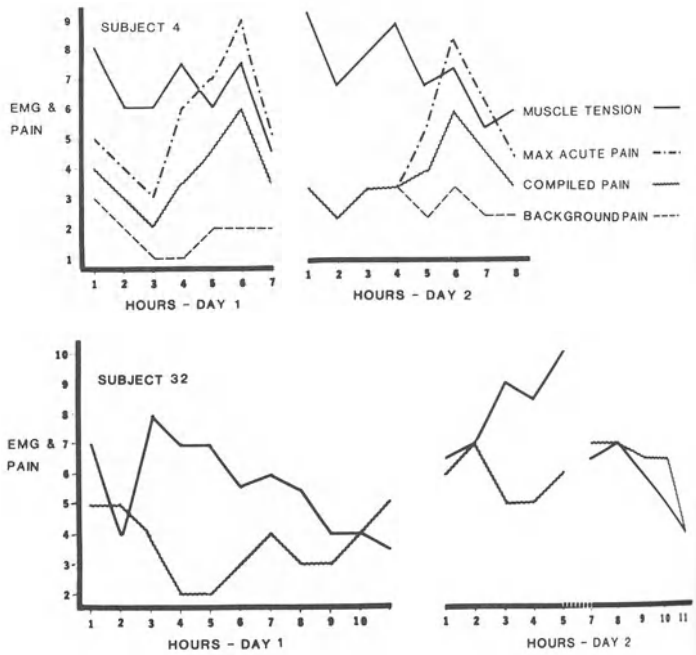 SUBJECT 4
9
8
7
6
5
4
3
2
1
EMG &
PAIN
1 2 3 4 5 6 7
HOURS - DAY 1
1 2 3 4 5 6 7 8
HOURS - DAY 2
MUSCLE TENSION
MAX ACUTE PAIN
COMPILED PAIN
BACKGROUND PAIN
SUBJECT 32
10
9
8
7
6
5
4
3
2
EMG &
PAIN
1 2 3 4 5 6 7 8 9 10
HOURS - DAY 1
1 2 3 4 5 7 8 9 10 11
HOURS - DAY 2